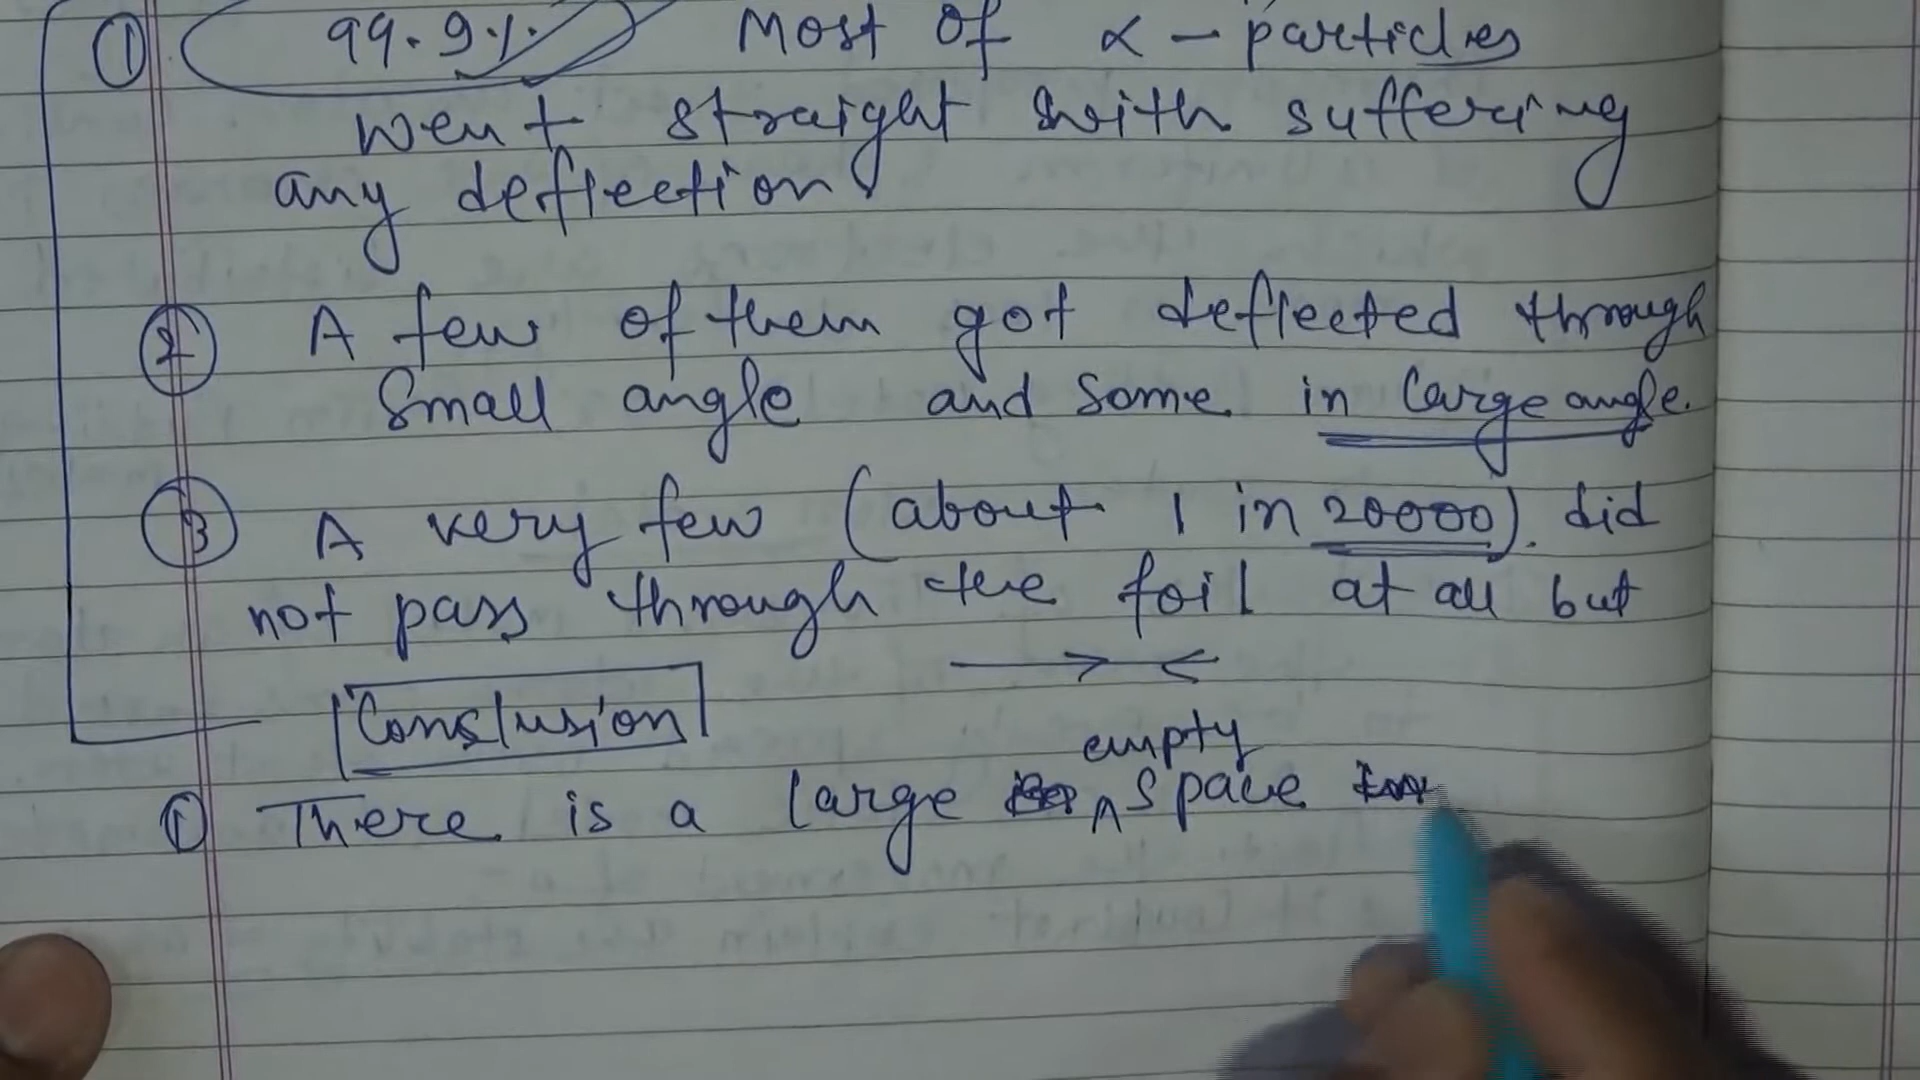 ① 99.9% Most of α - particles
went straight with suffering
any deflection
② A few of them got deflected through
small angle and some in large angle.
③ A very few (about 1 in 20000). did
not pass through the foil at all but
Conslusion
empty
① There is a large space